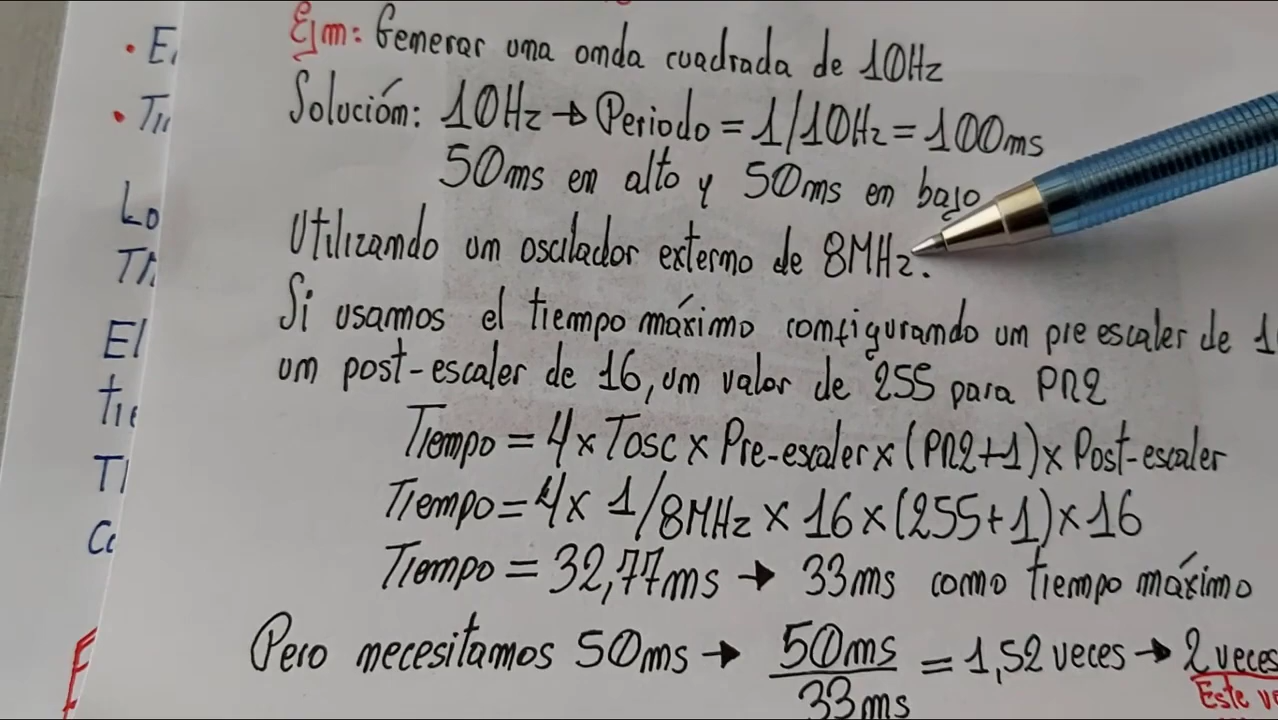 Ejm: Generar una onda cuadrada de 10Hz
Solución: 10Hz → Periodo = 1/10Hz = 100ms
50ms en alto y 50ms en bajo
Utilizando un oscilador externo de 8MHz.
Si usamos el tiempo máximo configurando un pre escaler de
un post-escaler de 16, un valor de 255 para PR2
Tiempo = 4 x Tosc x Pre-escaler x (PR2+1) x Post-escaler
Tiempo = 4 x 1/8MHz x 16 x (255+1) x 16
Tiempo = 32,77ms → 33ms como tiempo máximo
Pero necesitamos 50ms → 50ms/33ms = 1,52 veces → 2 veces
Este
Lo
El